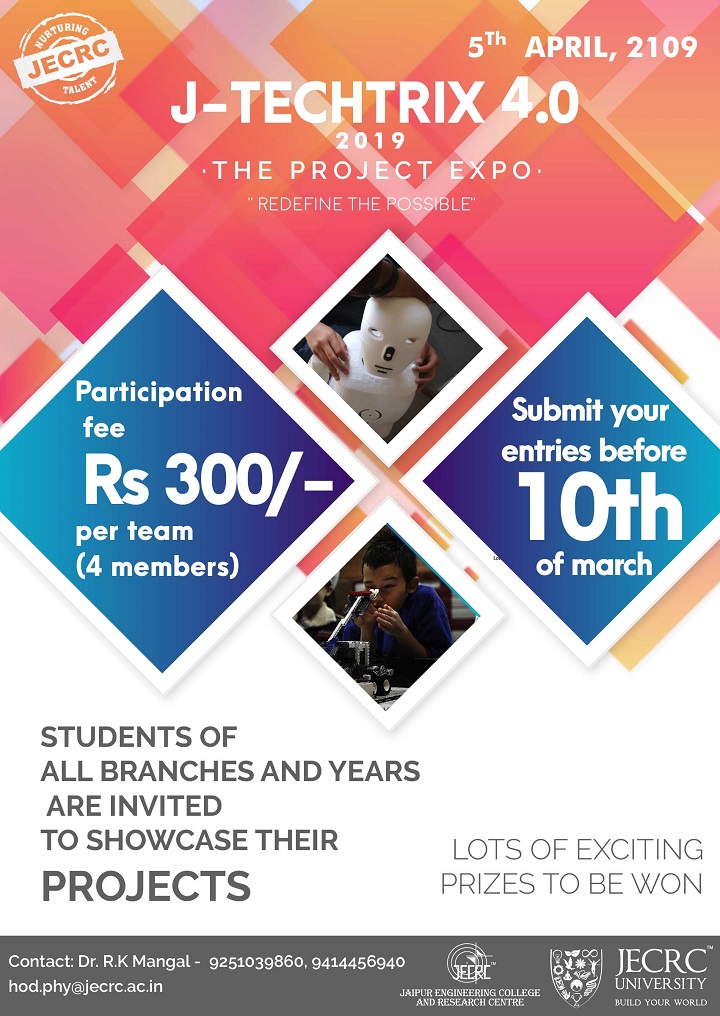 NURTURING
JECRC
TALENT
5Th APRIL, 2109
J-TECHTRIX 4.0
2019
·THE PROJECT EXPO·
" REDEFINE THE POSSIBLE"
Participation
fee
Rs 300/-
per team
(4 members)
Submit your
entries before
10th
of march
STUDENTS OF
ALL BRANCHES AND YEARS
ARE INVITED
TO SHOWCASE THEIR
PROJECTS
LOTS OF EXCITING
PRIZES TO BE WON
Contact: Dr. R.K Mangal - 9251039860, 9414456940
hod.phy@jecrc.ac.in
JECRC
JAIPUR ENGINEERING COLLEGE
AND RESEARCH CENTRE
JECRC™
UNIVERSITY
BUILD YOUR WORLD